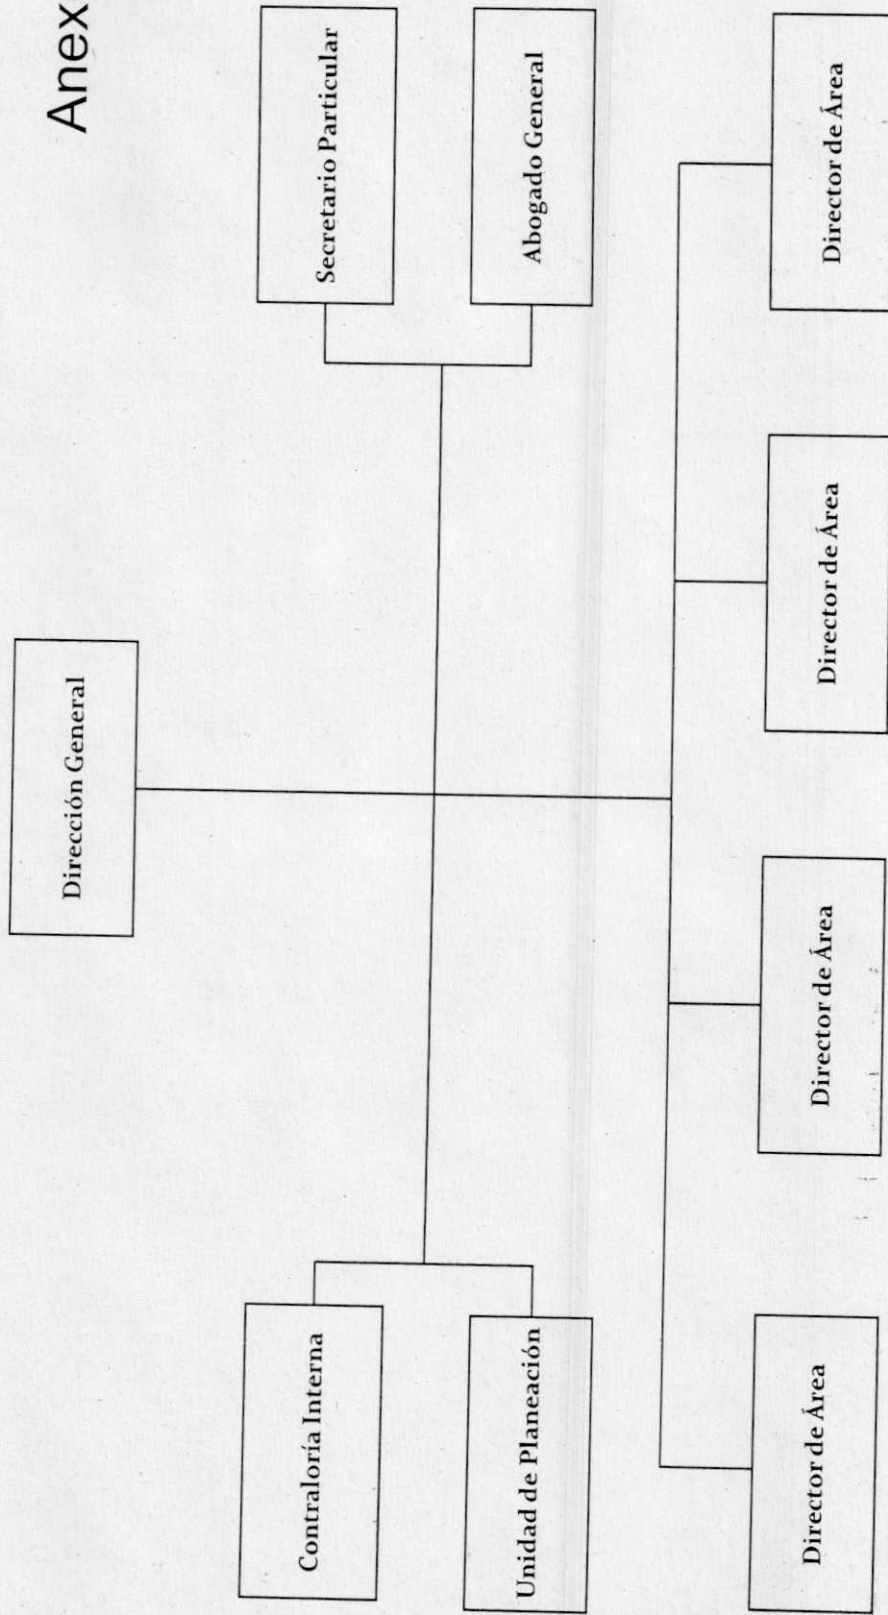 Anex
Dirección General
Contraloría Interna
Secretario Particular
Unidad de Planeación
Abogado General
Director de Área
Director de Área
Director de Área
Director de Área